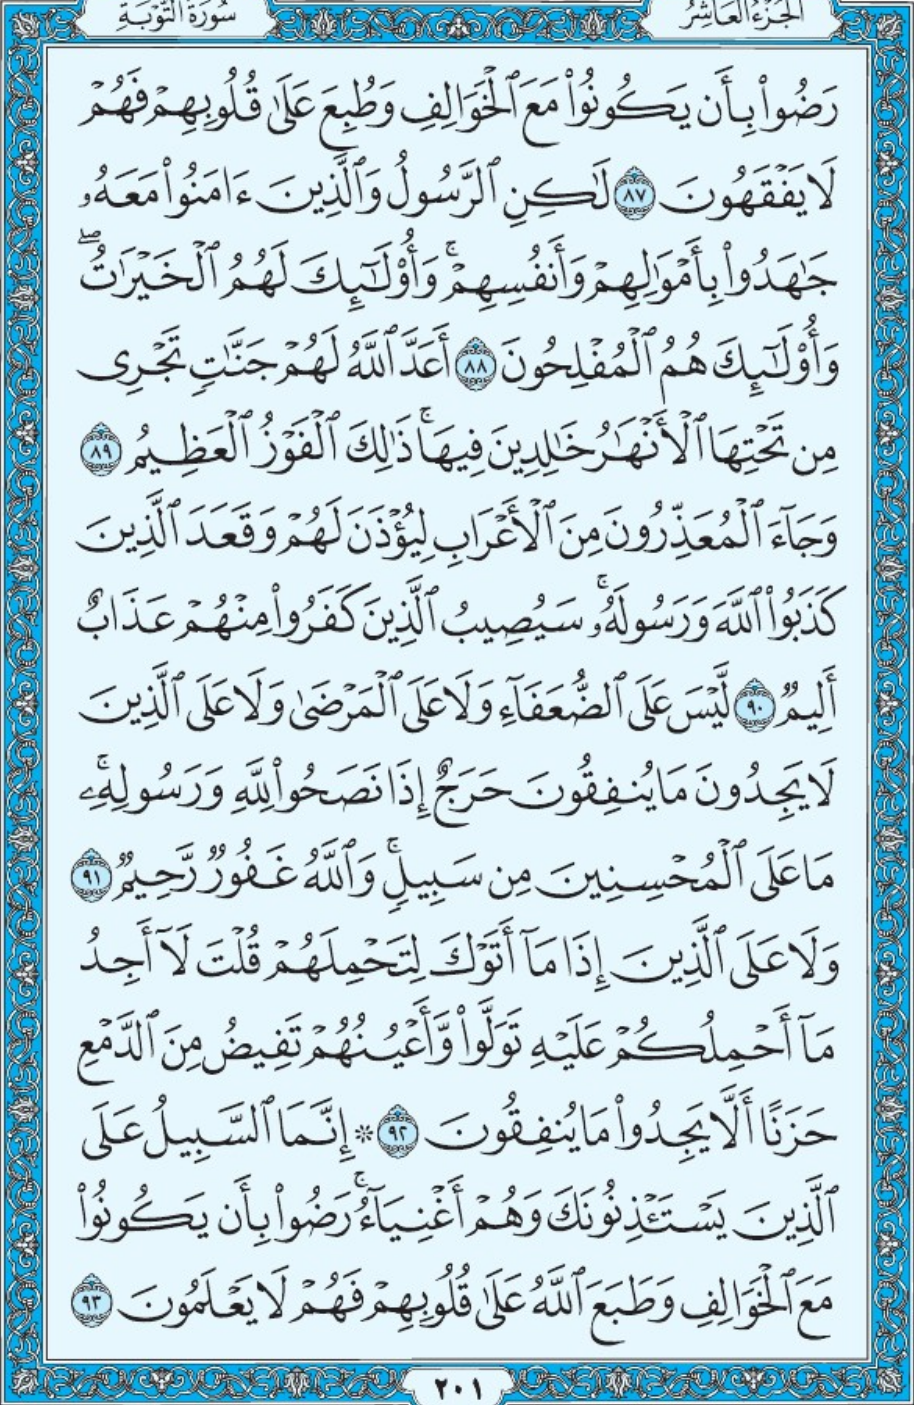 الجُزْءُ العَاشِرُ
سُورَةُ التَّوْبَةِ
رَضُواْ بِأَن يَكُونُواْ مَعَ ٱلْخَوَالِفِ وَطُبِعَ عَلَىٰ قُلُوبِهِمْ فَهُمْ
لَا يَفْقَهُونَ ٨٧ لَٰكِنِ ٱلرَّسُولُ وَٱلَّذِينَ ءَامَنُواْ مَعَهُۥ
جَٰهَدُواْ بِأَمْوَٰلِهِمْ وَأَنفُسِهِمْۚ وَأُوْلَٰٓئِكَ لَهُمُ ٱلْخَيْرَٰتُۖ
وَأُوْلَٰٓئِكَ هُمُ ٱلْمُفْلِحُونَ ٨٨ أَعَدَّ ٱللَّهُ لَهُمْ جَنَّٰتٍ تَجْرِى
مِن تَحْتِهَا ٱلْأَنْهَٰرُ خَٰلِدِينَ فِيهَاۚ ذَٰلِكَ ٱلْفَوْزُ ٱلْعَظِيمُ ٨٩
وَجَآءَ ٱلْمُعَذِّرُونَ مِنَ ٱلْأَعْرَابِ لِيُؤْذَنَ لَهُمْ وَقَعَدَ ٱلَّذِينَ
كَذَبُواْ ٱللَّهَ وَرَسُولَهُۥۚ سَيُصِيبُ ٱلَّذِينَ كَفَرُواْ مِنْهُمْ عَذَابٌ
أَلِيمٌ ٩٠ لَّيْسَ عَلَى ٱلضُّعَفَآءِ وَلَا عَلَى ٱلْمَرْضَىٰ وَلَا عَلَى ٱلَّذِينَ
لَا يَجِدُونَ مَا يُنفِقُونَ حَرَجٌ إِذَا نَصَحُواْ لِلَّهِ وَرَسُولِهِۦۚ
مَا عَلَى ٱلْمُحْسِنِينَ مِن سَبِيلٍۚ وَٱللَّهُ غَفُورٌ رَّحِيمٌ ٩١
وَلَا عَلَى ٱلَّذِينَ إِذَا مَآ أَتَوْكَ لِتَحْمِلَهُمْ قُلْتَ لَآ أَجِدُ
مَآ أَحْمِلُكُمْ عَلَيْهِ تَوَلَّواْ وَّأَعْيُنُهُمْ تَفِيضُ مِنَ ٱلدَّمْعِ
حَزَنًا أَلَّا يَجِدُواْ مَا يُنفِقُونَ ٩٢ ۞ إِنَّمَا ٱلسَّبِيلُ عَلَى
ٱلَّذِينَ يَسْتَـْٔذِنُونَكَ وَهُمْ أَغْنِيَآءُۚ رَضُواْ بِأَن يَكُونُواْ
مَعَ ٱلْخَوَالِفِ وَطَبَعَ ٱللَّهُ عَلَىٰ قُلُوبِهِمْ فَهُمْ لَا يَعْلَمُونَ ٩٣
٢٠١